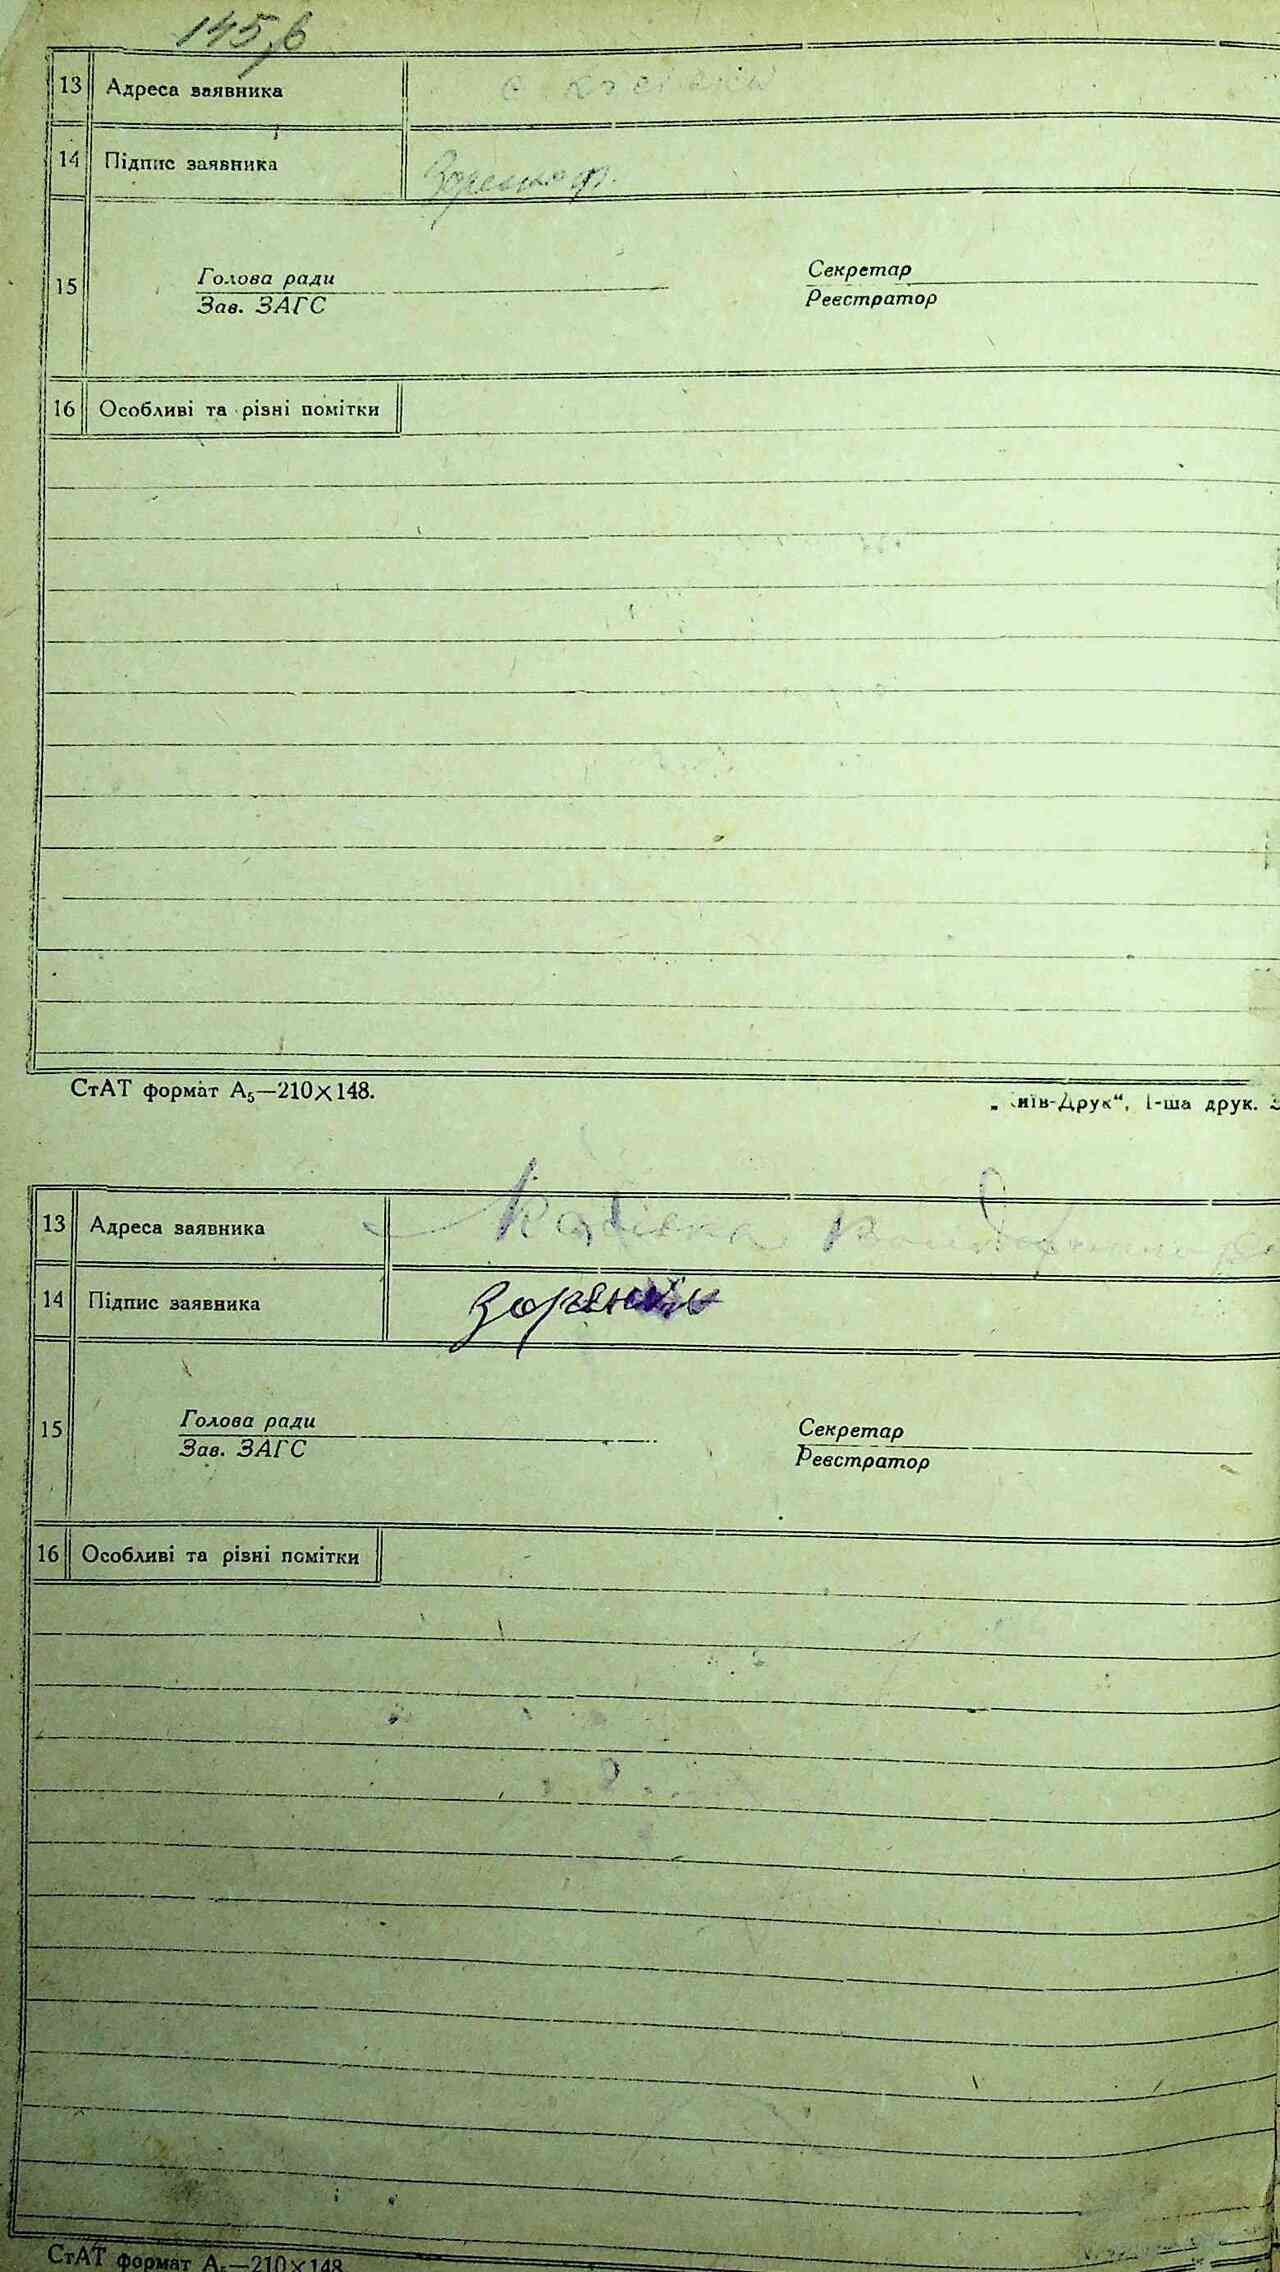 145,б
13 Адреса заявника
14 Підпис заявника
15 Голова ради Секретар
Зав. ЗАГС Реєстратор
16 Особливі та різні помітки
СтАТ формат А₅—210×148.
иїв-Друк“, 1-ша друк.
13 Адреса заявника
14 Підпис заявника
15 Голова ради Секретар
Зав. ЗАГС Реєстратор
16 Особливі та різні помітки
СтАТ формат А₅—210×148